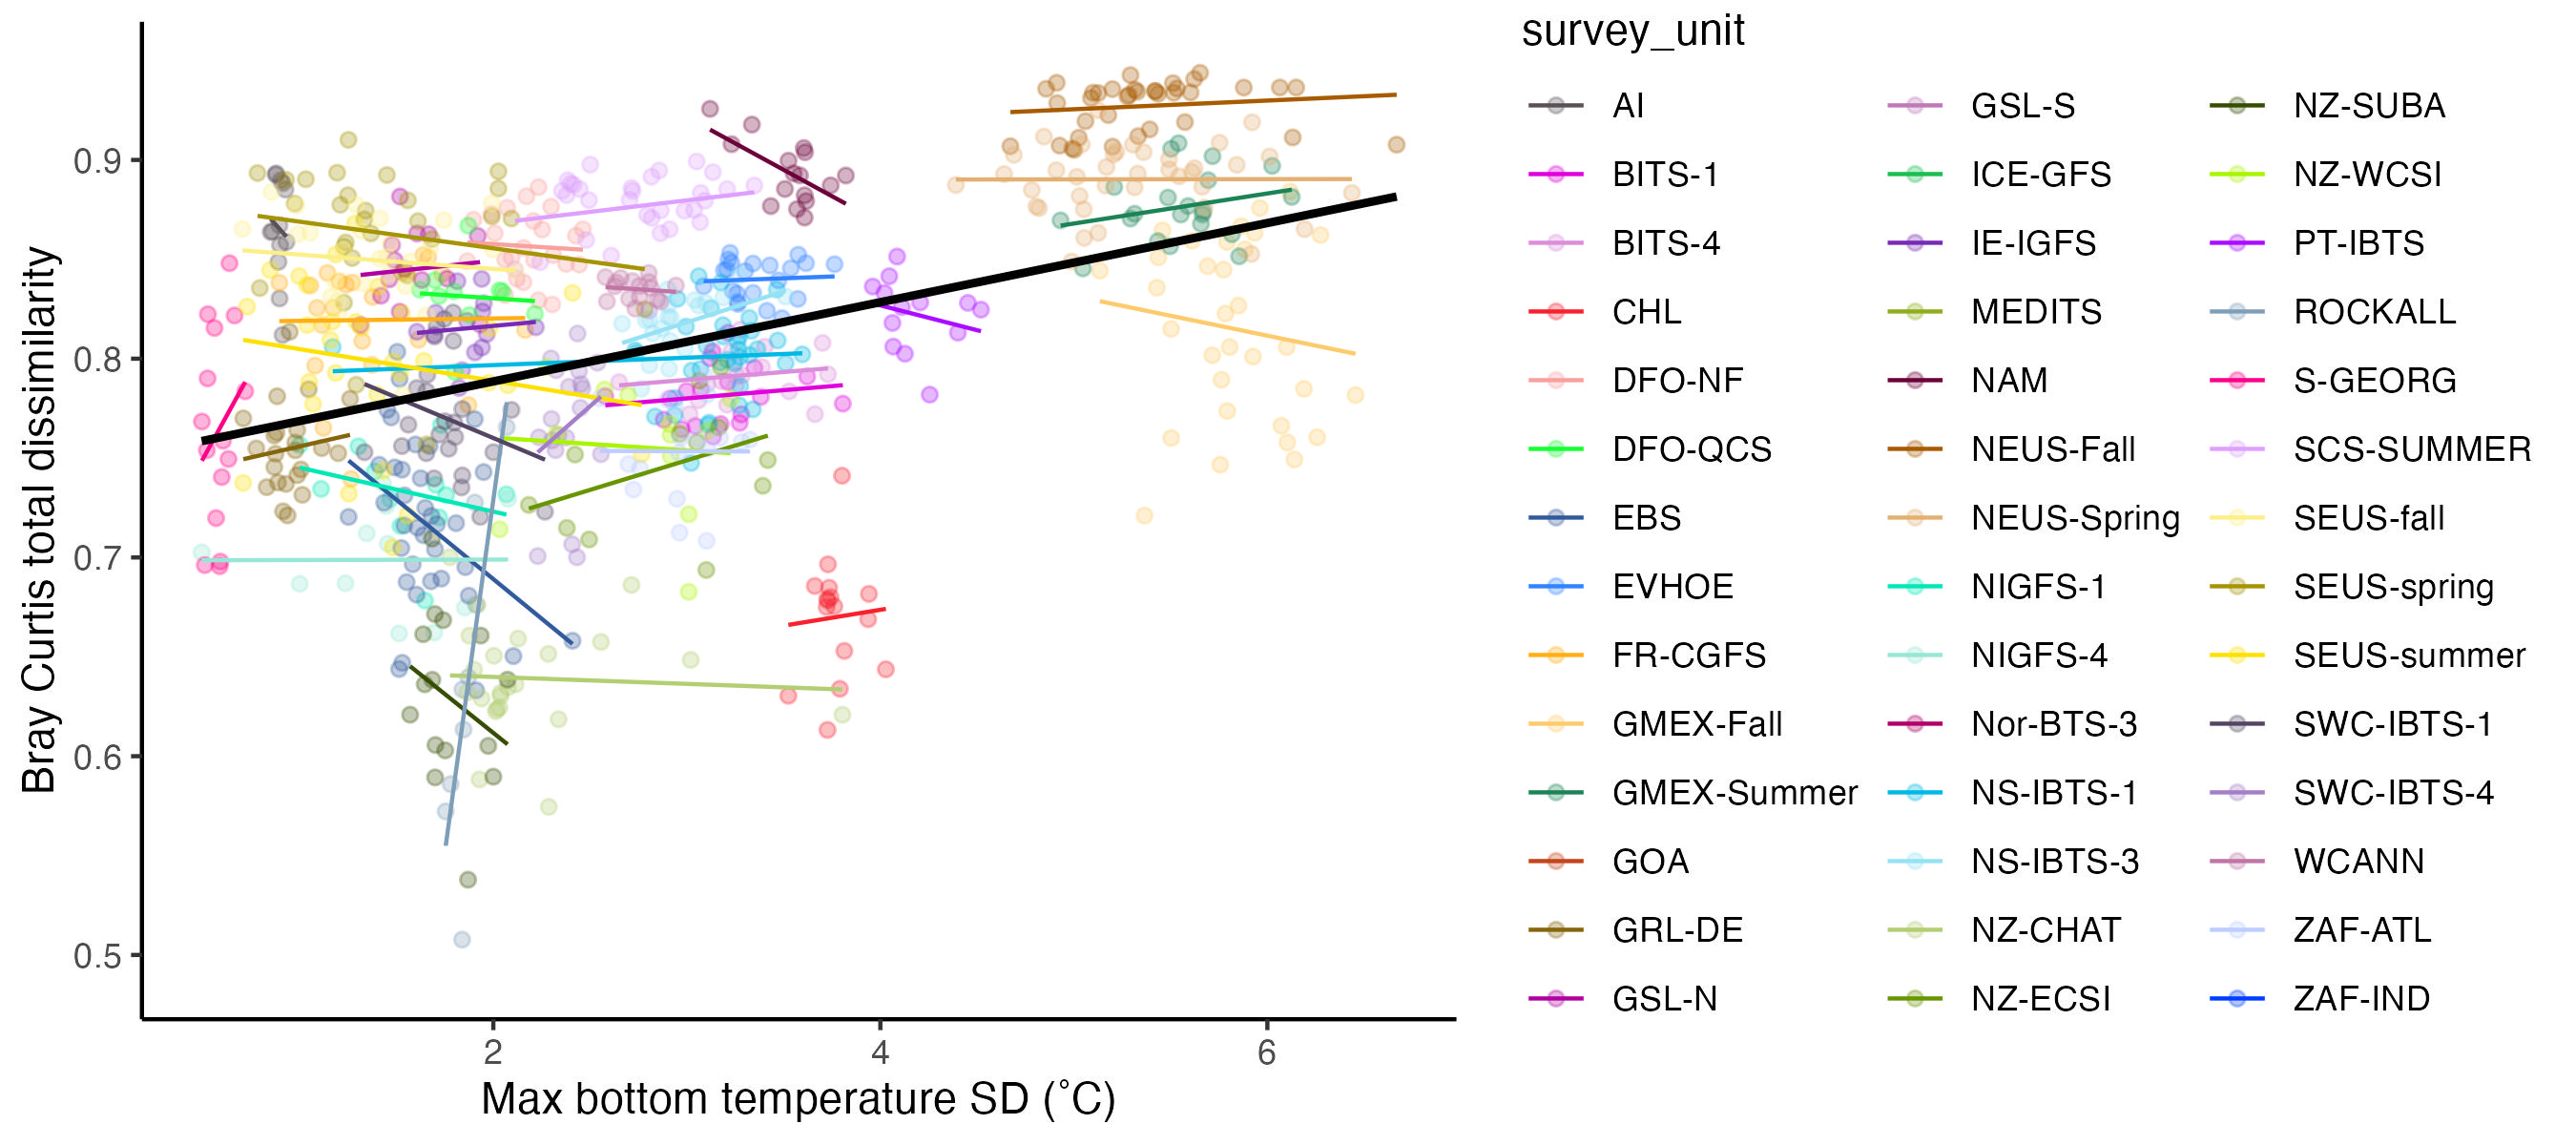 survey_unit
AI
BITS-1
BITS-4
CHL
DFO-NF
DFO-QCS
EBS
EVHOE
FR-CGFS
GMEX-Fall
GMEX-Summer
GOA
GRL-DE
GSL-N
GSL-S
ICE-GFS
IE-IGFS
MEDITS
NAM
NEUS-Fall
NEUS-Spring
NIGFS-1
NIGFS-4
Nor-BTS-3
NS-IBTS-1
NS-IBTS-3
NZ-CHAT
NZ-ECSI
NZ-SUBA
NZ-WCSI
PT-IBTS
ROCKALL
S-GEORG
SCS-SUMMER
SEUS-fall
SEUS-spring
SEUS-summer
SWC-IBTS-1
SWC-IBTS-4
WCANN
ZAF-ATL
ZAF-IND
Bray Curtis total dissimilarity
0.9
0.8
0.7
0.6
0.5
2 4 6
Max bottom temperature SD (˚C)